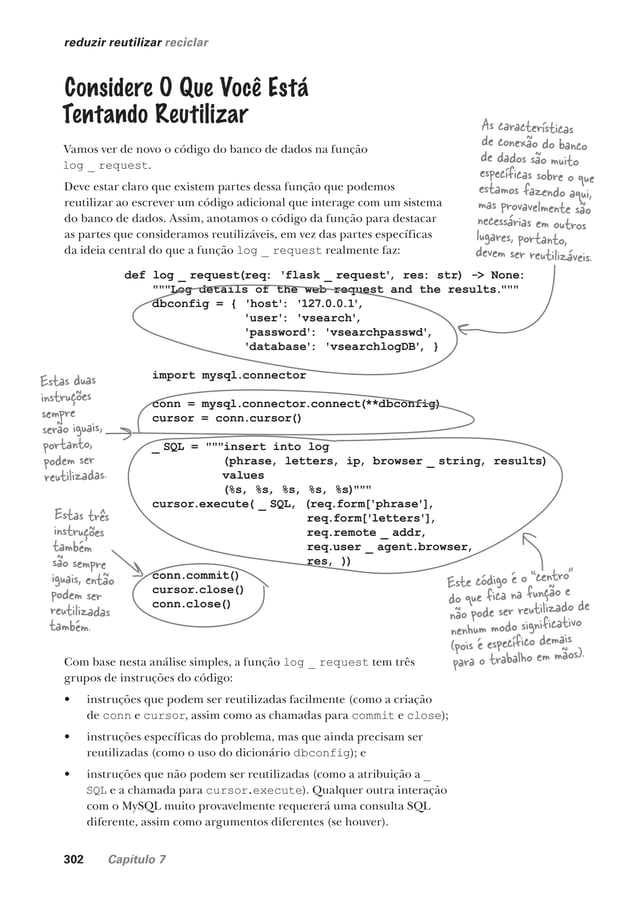 reduzir reutilizar reciclar
Considere O Que Você Está
Tentando Reutilizar
Vamos ver de novo o código do banco de dados na função
log _ request.
Deve estar claro que existem partes dessa função que podemos
reutilizar ao escrever um código adicional que interage com um sistema
do banco de dados. Assim, anotamos o código da função para destacar
as partes que consideramos reutilizáveis, em vez das partes específicas
da ideia central do que a função log _ request realmente faz:
As características
de conexão do banco
de dados são muito
específicas sobre o que
estamos fazendo aqui,
mas provavelmente são
necessárias em outros
lugares, portanto,
devem ser reutilizáveis.
def log _ request(req: 'flask _ request', res: str) -> None:
"""Log details of the web request and the results."""
dbconfig = { 'host': '127.0.0.1',
'user': 'vsearch',
'password': 'vsearchpasswd',
'database': 'vsearchlogDB', }
import mysql.connector
conn = mysql.connector.connect(**dbconfig)
cursor = conn.cursor()
Estas duas
instruções
sempre
serão iguais,
portanto,
podem ser
reutilizadas.
_ SQL = """insert into log
(phrase, letters, ip, browser _ string, results)
values
(%s, %s, %s, %s, %s)"""
cursor.execute( _ SQL, (req.form['phrase'],
req.form['letters'],
req.remote _ addr,
req.user _ agent.browser,
res, ))
Estas três
instruções
também
são sempre
iguais, então
podem ser
reutilizadas
também.
conn.commit()
cursor.close()
conn.close()
Este código é o "centro"
do que fica na função e
não pode ser reutilizado de
nenhum modo significativo
(pois é específico demais
para o trabalho em mãos).
Com base nesta análise simples, a função log _ request tem três
grupos de instruções do código:
• instruções que podem ser reutilizadas facilmente (como a criação
de conn e cursor, assim como as chamadas para commit e close);
• instruções específicas do problema, mas que ainda precisam ser
reutilizadas (como o uso do dicionário dbconfig); e
• instruções que não podem ser reutilizadas (como a atribuição a _
SQL e a chamada para cursor.execute). Qualquer outra interação
com o MySQL muito provavelmente requererá uma consulta SQL
diferente, assim como argumentos diferentes (se houver).
302 Capítulo 7